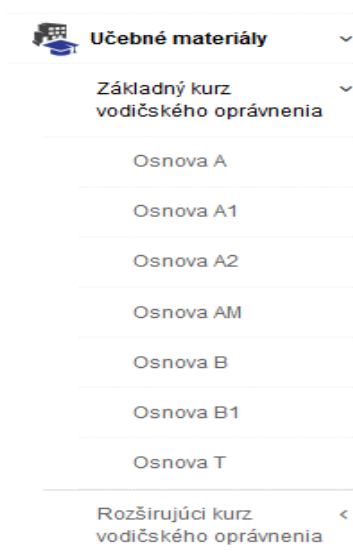 Učebné materiály
Základný kurz
vodičského oprávnenia
Osnova A
Osnova A1
Osnova A2
Osnova AM
Osnova B
Osnova B1
Osnova T
Rozširujúci kurz
vodičského oprávnenia